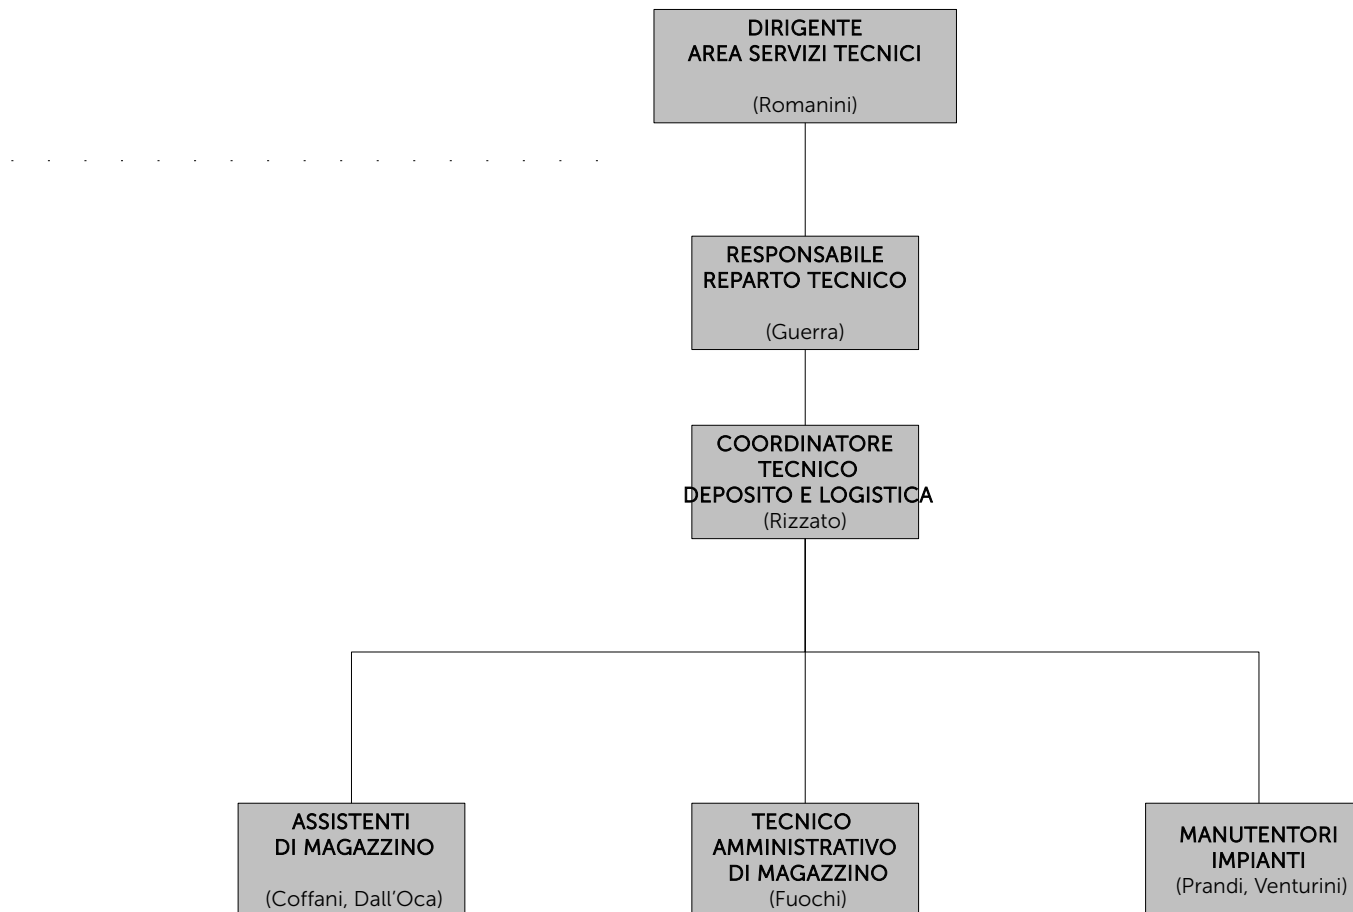 DIRIGENTE
AREA SERVIZI TECNICI
(Romanini)
RESPONSABILE
REPARTO TECNICO
(Guerra)
COORDINATORE
TECNICO
DEPOSITO E LOGISTICA
(Rizzato)
ASSISTENTI
DI MAGAZZINO
(Coffani, Dall'Oca)
TECNICO
AMMINISTRATIVO
DI MAGAZZINO
(Fuochi)
MANUTENTORI
IMPIANTI
(Prandi, Venturini)